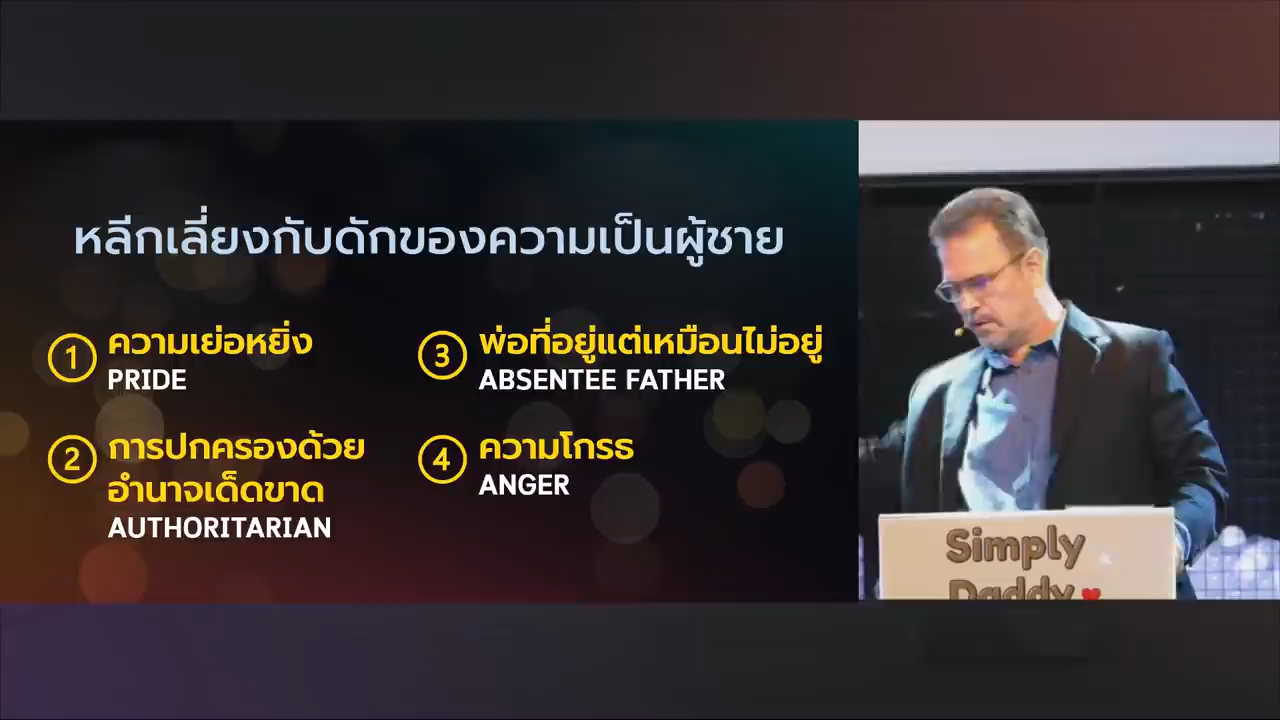 หลีกเลี่ยงกับดักของความเป็นผู้ชาย
1 ความเย่อหยิ่ง
PRIDE
2 การปกครองด้วย
อำนาจเด็ดขาด
AUTHORITARIAN
3 พ่อที่อยู่แต่เหมือนไม่อยู่
ABSENTEE FATHER
4 ความโกรธ
ANGER
Simply
Daddy